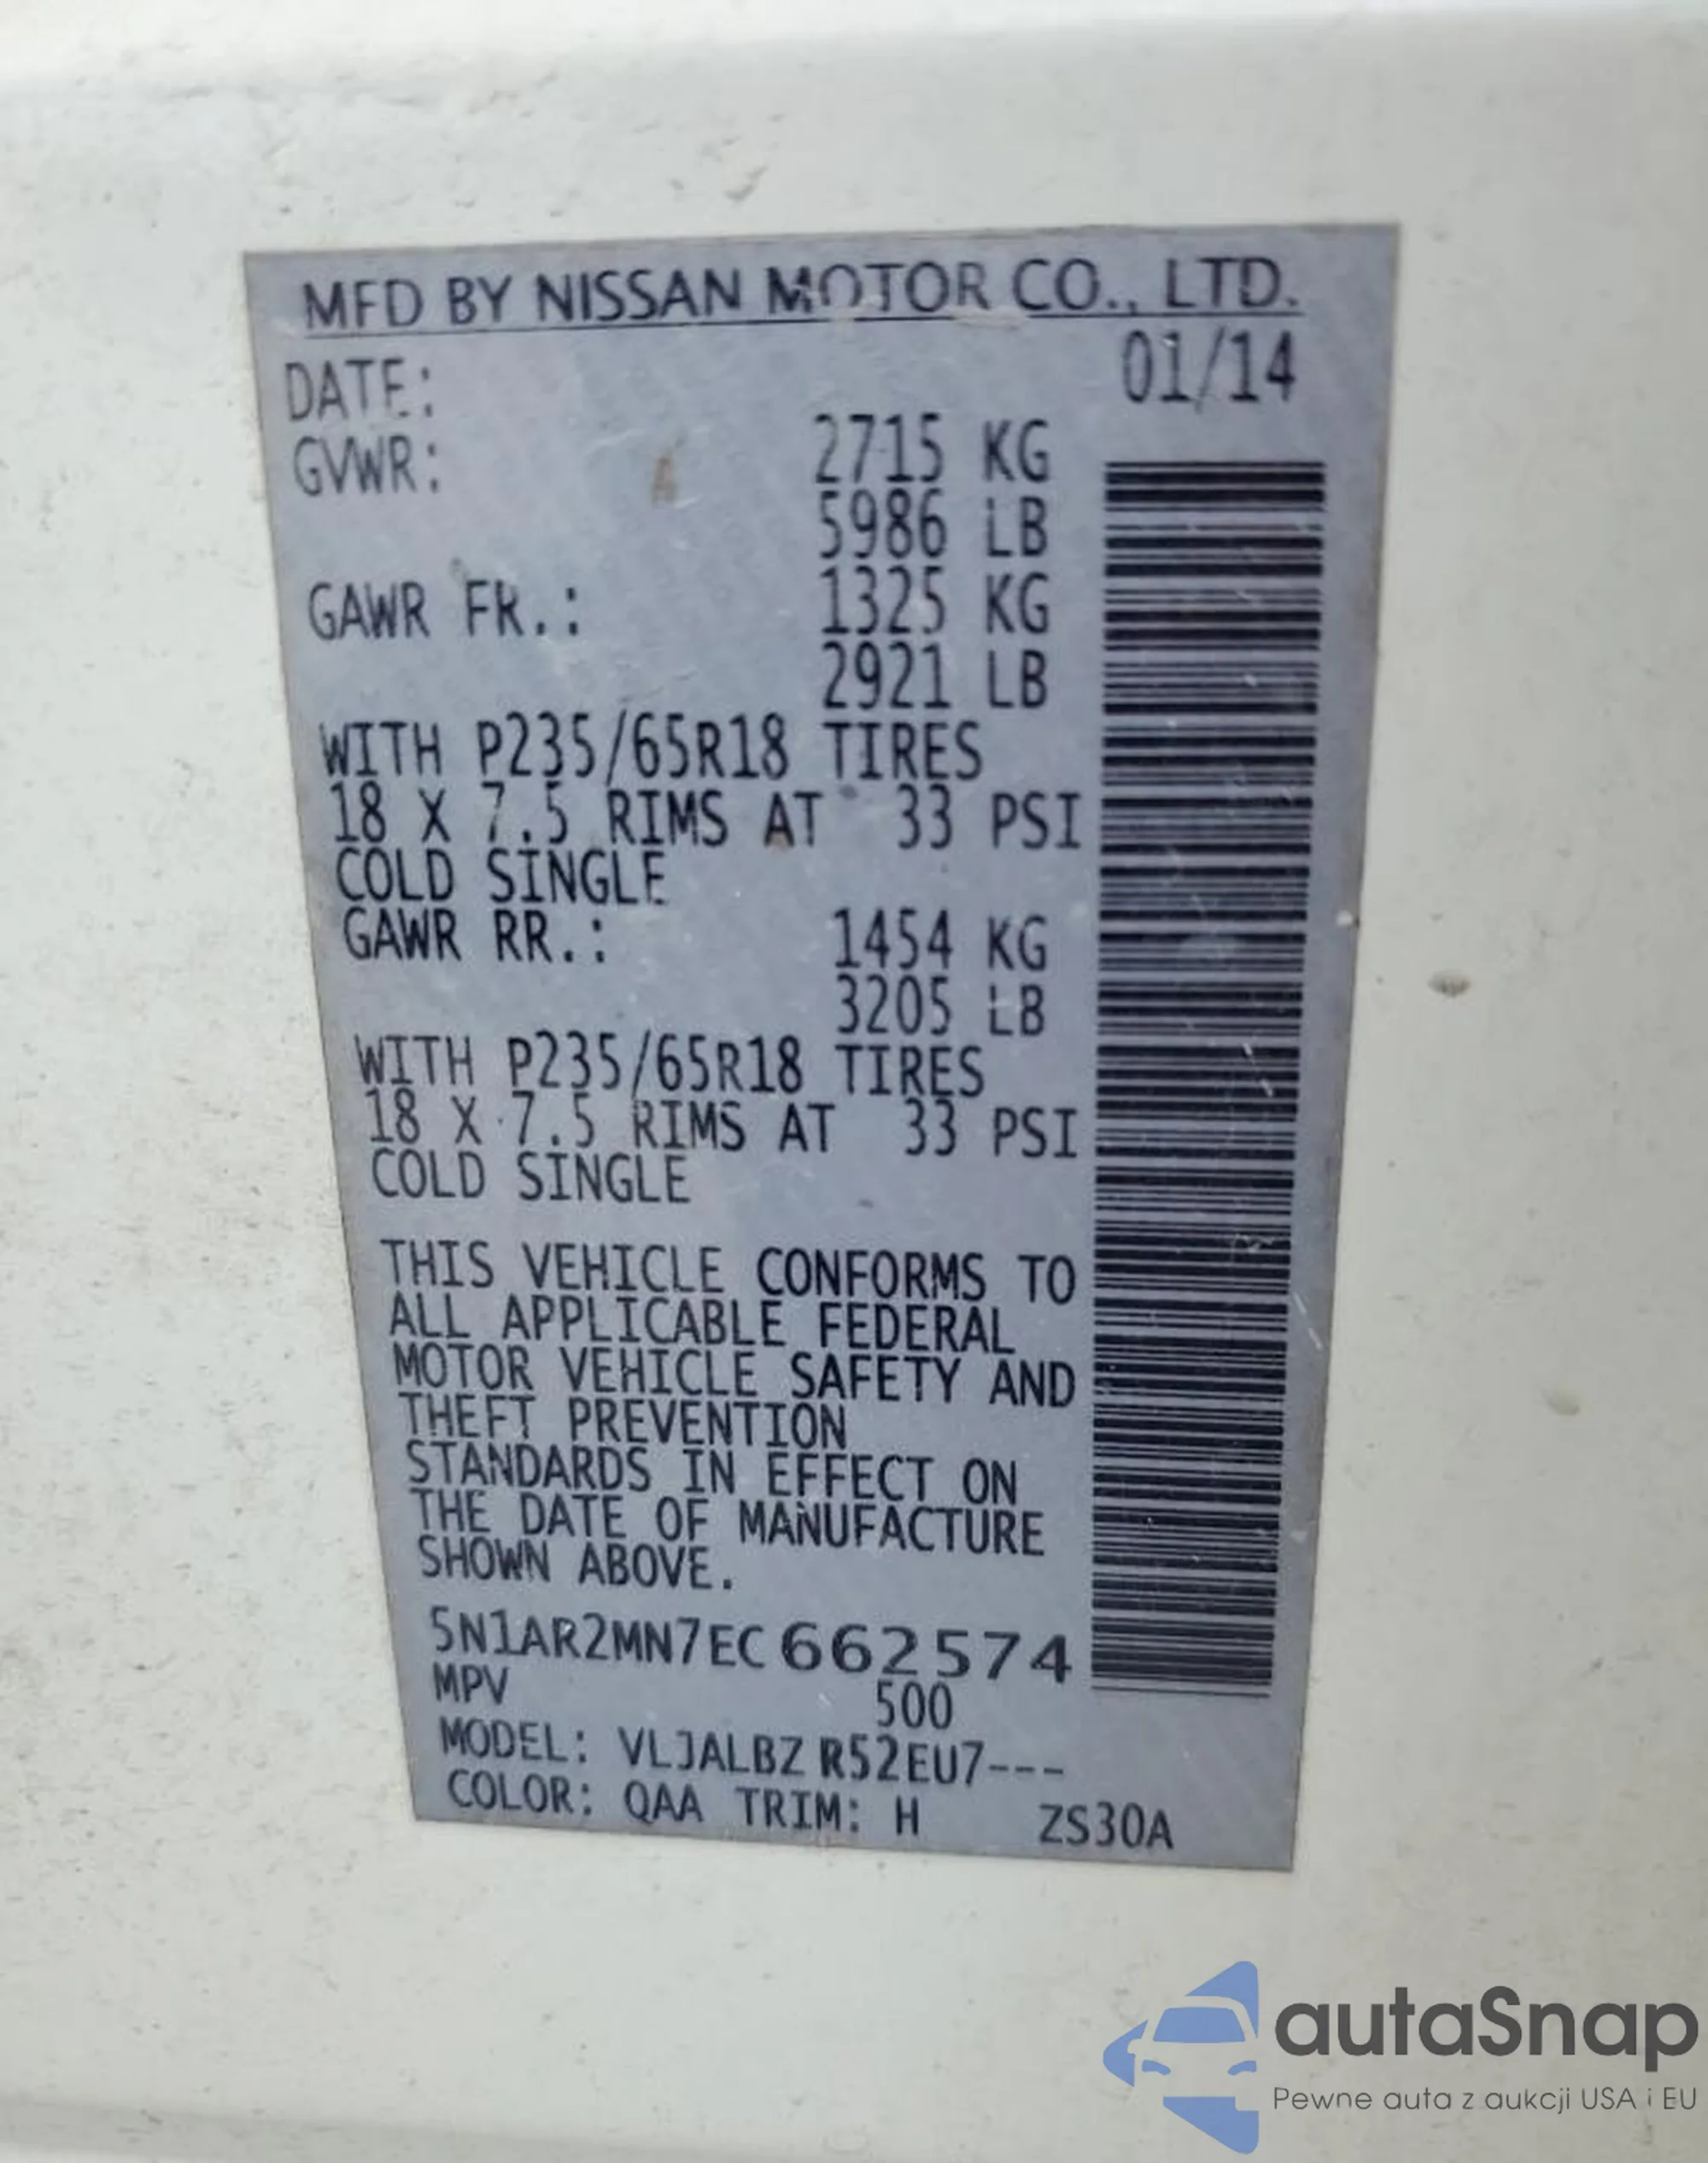 MFD BY NISSAN MOTOR CO., LTD.
DATE: 01/14
GVWR: 2715 KG
5986 LB
GAWR FR.: 1325 KG
2921 LB
WITH P235/65R18 TIRES
18 X 7.5 RIMS AT 33 PSI
COLD SINGLE
GAWR RR.: 1454 KG
3205 LB
WITH P235/65R18 TIRES
18 X 7.5 RIMS AT 33 PSI
COLD SINGLE
THIS VEHICLE CONFORMS TO
ALL APPLICABLE FEDERAL
MOTOR VEHICLE SAFETY AND
THEFT PREVENTION
STANDARDS IN EFFECT ON
THE DATE OF MANUFACTURE
SHOWN ABOVE.
5N1AR2MN7EC662574
MPV 500
MODEL: VLJALBZ R52EU7---
COLOR: QAA TRIM: H ZS30A
autaSnap
Pewne auta z aukcji USA i EU